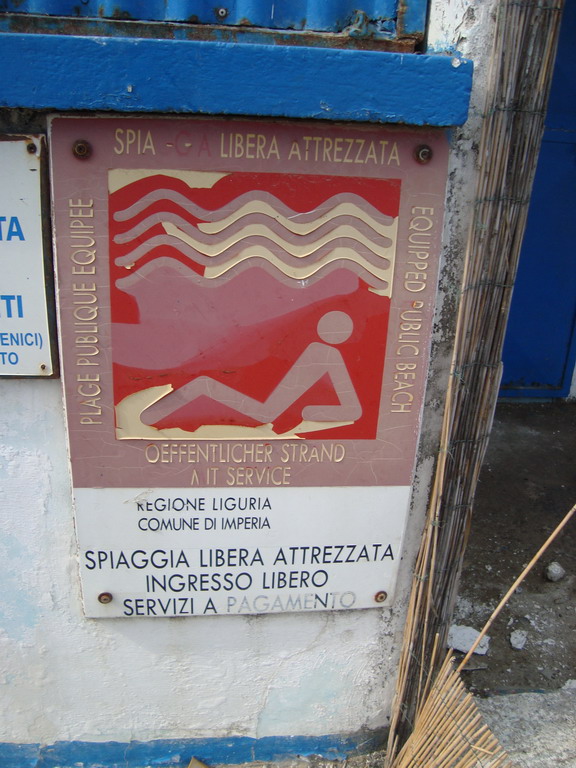 SPIA -GA LIBERA ATTREZZATA
PLAGE PUBLIQUE EQUIPEE
EQUIPPED PUBLIC BEACH
OEFFENTLICHER STRAND
IT SERVICE
REGIONE LIGURIA
COMUNE DI IMPERIA
SPIAGGIA LIBERA ATTREZZATA
INGRESSO LIBERO
SERVIZI A PAGAMENTO
TA
TI
ENICI)
TO